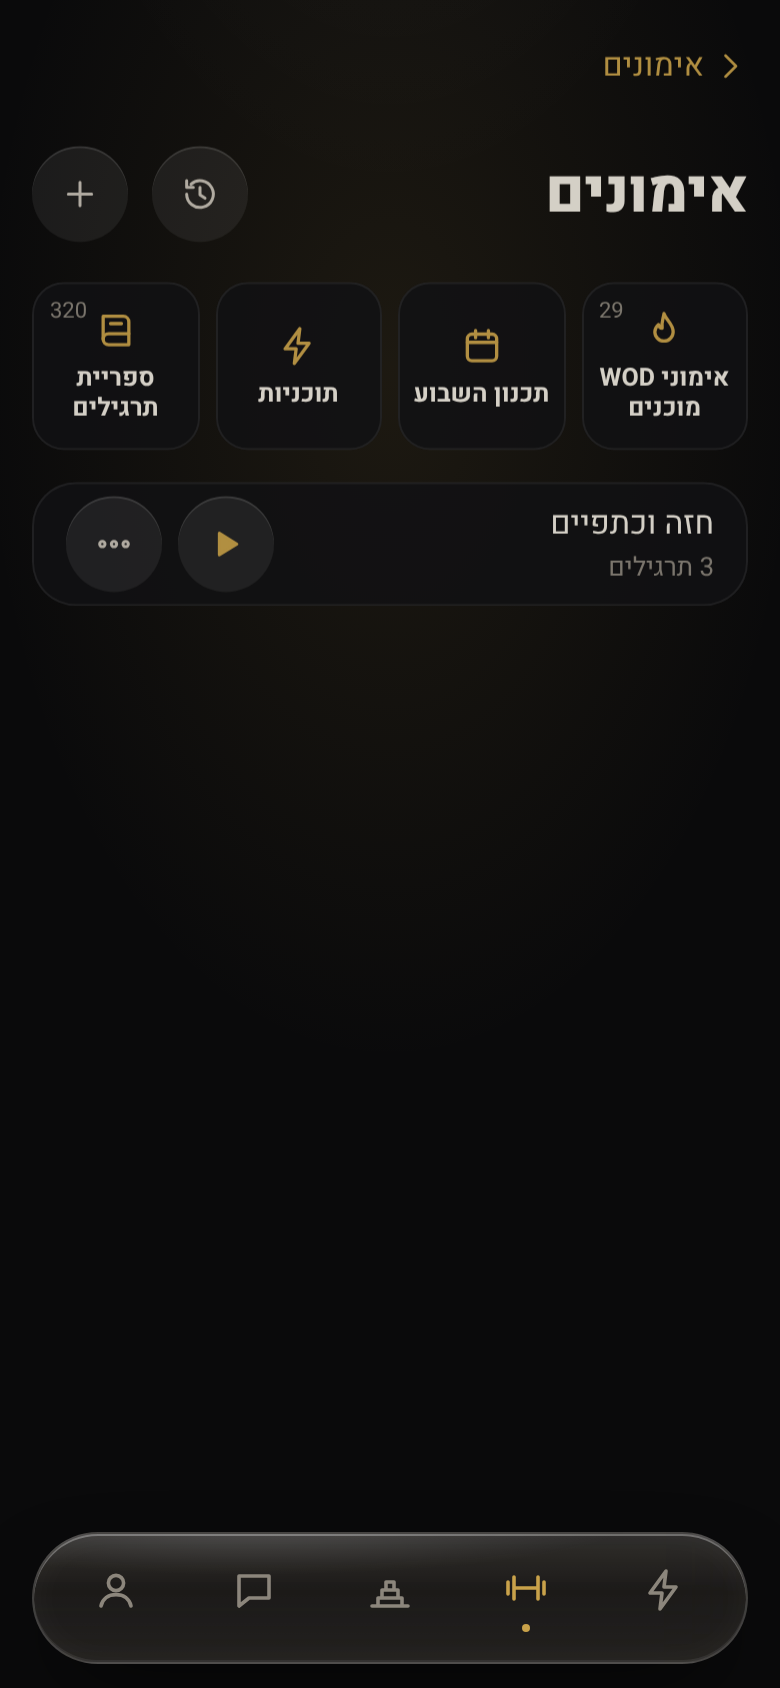 אימונים
אימונים
29
אימוני WOD
מוכנים
תכנון השבוע
תוכניות
320
ספריית
תרגילים
חזה וכתפיים
3 תרגילים